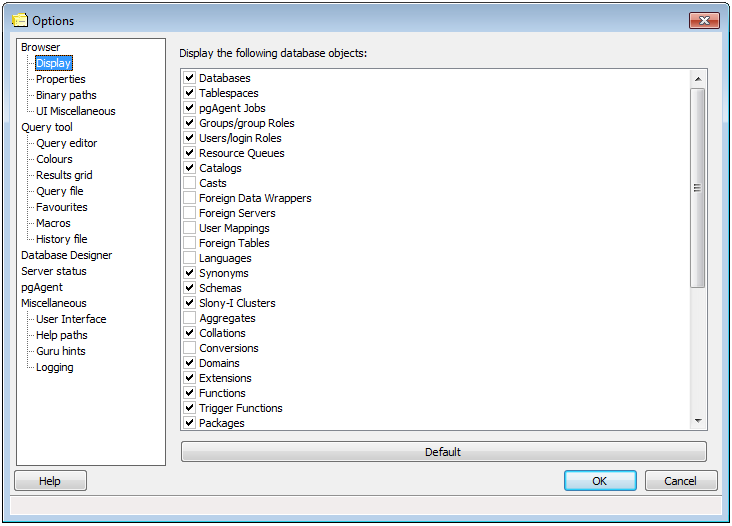 Options
Browser
Display
Properties
Binary paths
UI Miscellaneous
Query tool
Query editor
Colours
Results grid
Query file
Favourites
Macros
History file
Database Designer
Server status
pgAgent
Miscellaneous
User Interface
Help paths
Guru hints
Logging
Display the following database objects:
Databases
Tablespaces
pgAgent Jobs
Groups/group Roles
Users/login Roles
Resource Queues
Catalogs
Casts
Foreign Data Wrappers
Foreign Servers
User Mappings
Foreign Tables
Languages
Synonyms
Schemas
Slony-I Clusters
Aggregates
Collations
Conversions
Domains
Extensions
Functions
Trigger Functions
Packages
Default
Help
OK
Cancel